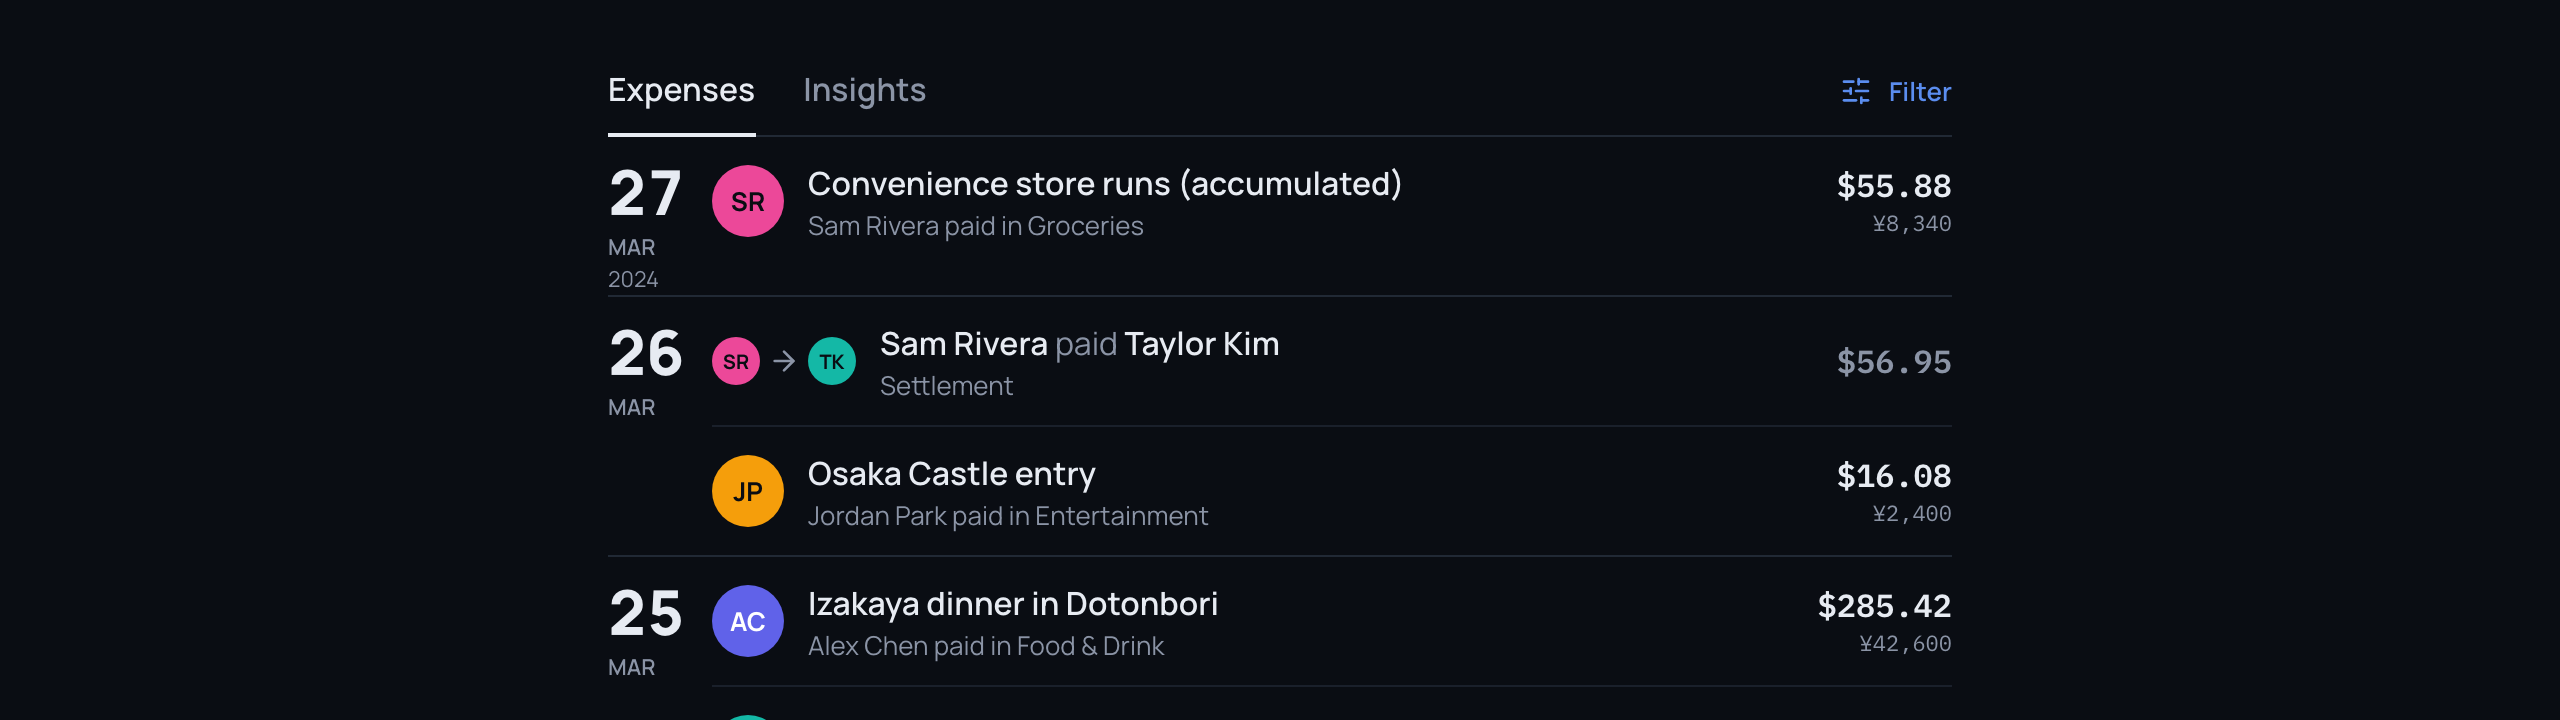 Expenses
Insights
Filter
27
MAR
2024
SR
Convenience store runs (accumulated)
Sam Rivera paid in Groceries
$55.88
¥8,340
26
MAR
SR → TK
Sam Rivera paid Taylor Kim
Settlement
$56.95
JP
Osaka Castle entry
Jordan Park paid in Entertainment
$16.08
¥2,400
25
MAR
AC
Izakaya dinner in Dotonbori
Alex Chen paid in Food & Drink
$285.42
¥42,600